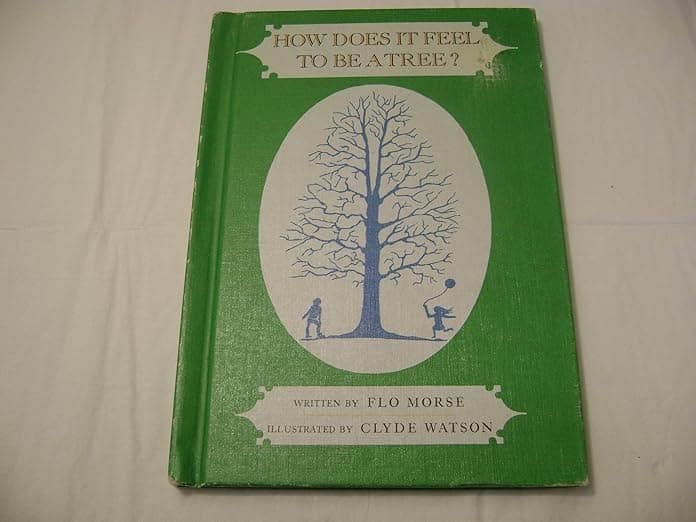 HOW DOES IT FEEL
TO BE A TREE?
WRITTEN BY FLO MORSE
ILLUSTRATED BY CLYDE WATSON